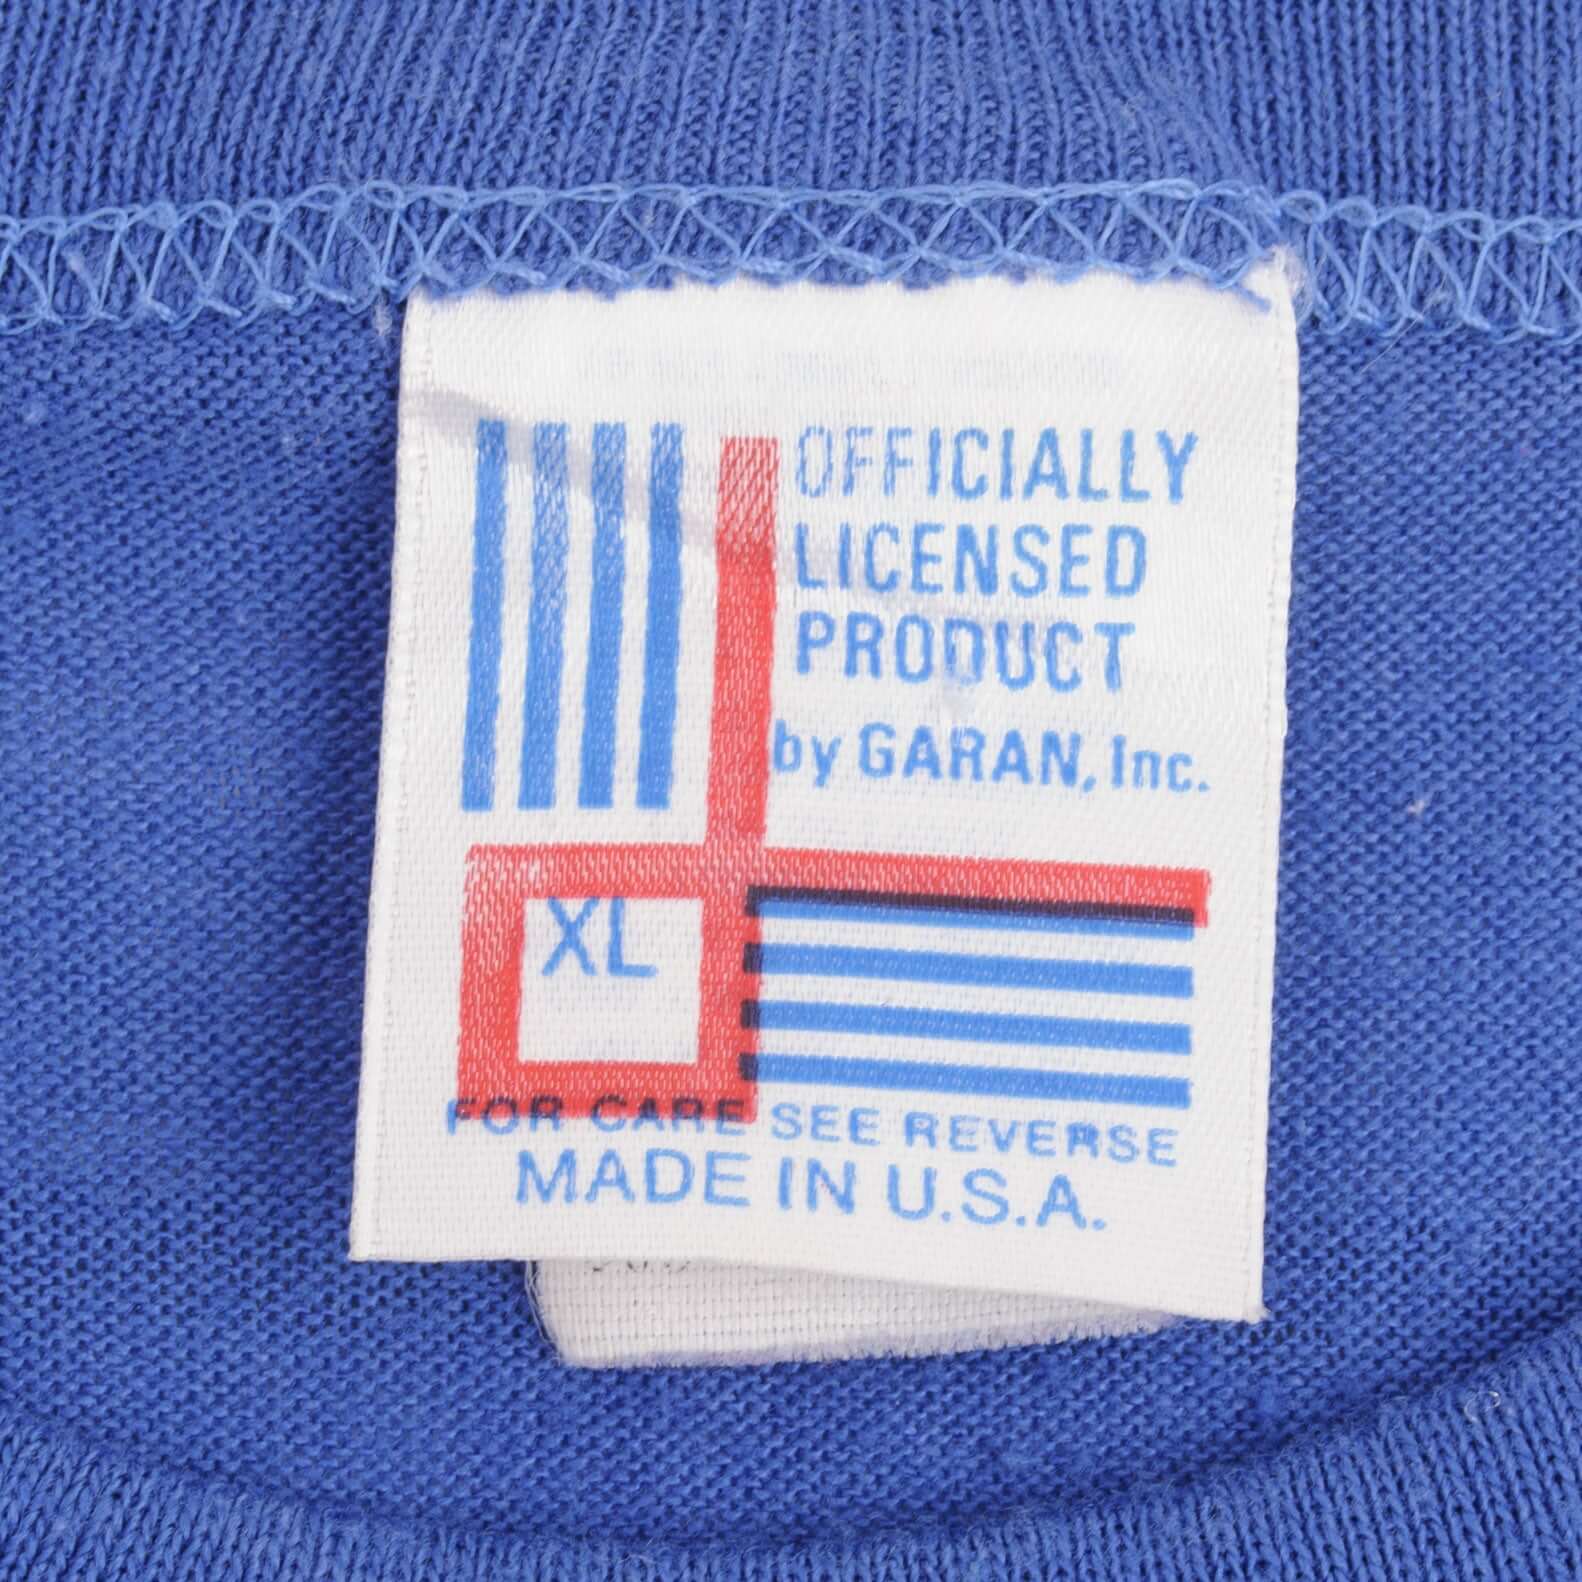 OFFICIALLY
LICENSED
PRODUCT
by GARAN, Inc.
XL
FOR CARE SEE REVERSE
MADE IN U.S.A.